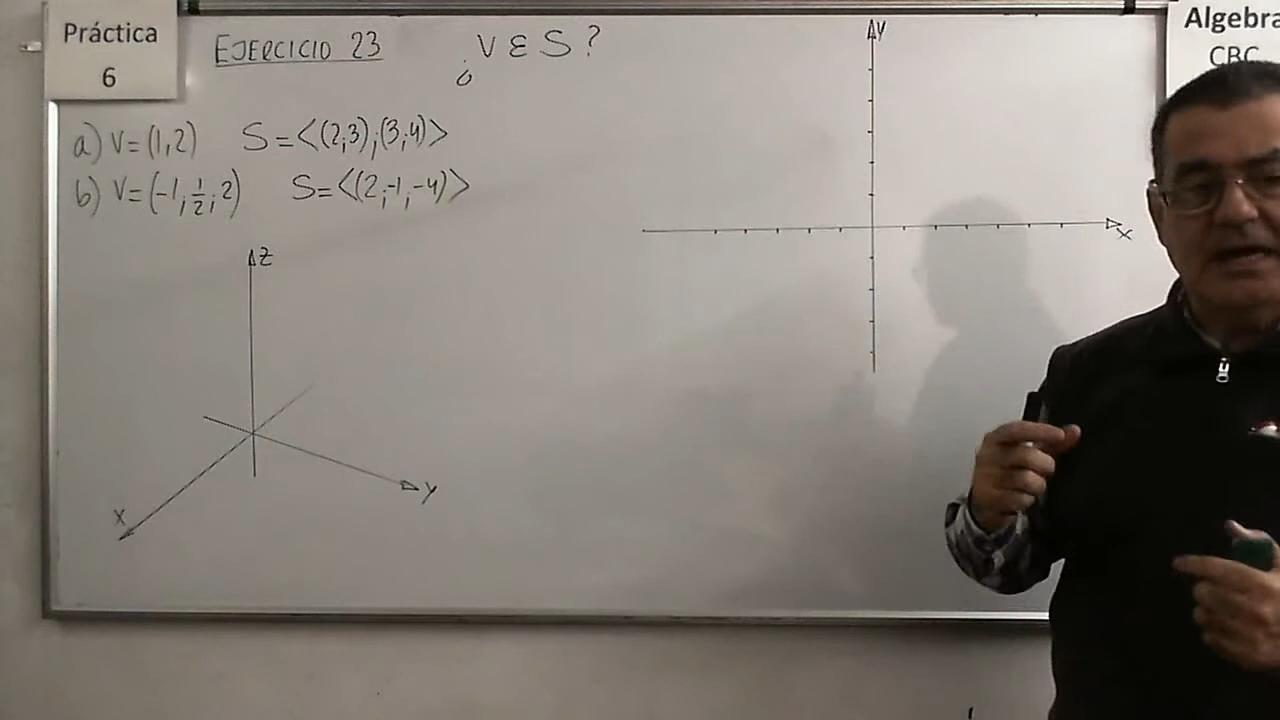 Práctica
6
EJERCICIO 23
¿V ∈ S?
Algebra
CBC
a) V=(1,2) S=<(2,3),(3,4)>
b) V=(-1,1/2,2) S=<(2,-1,-4)>
Y
X
Z
X
Y